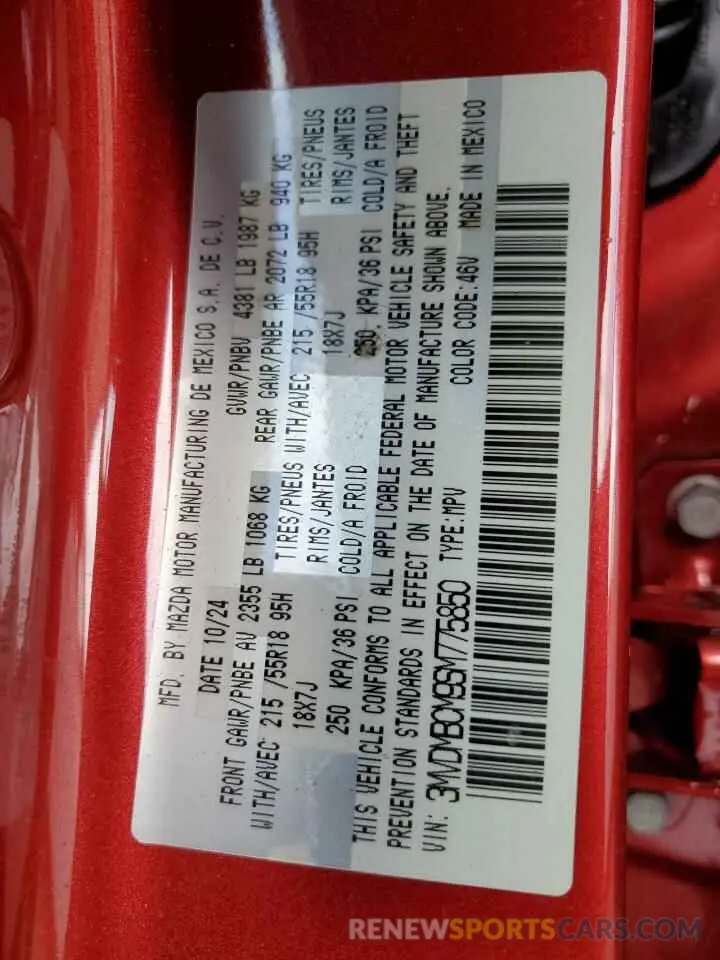 MFD. BY MAZDA MOTOR MANUFACTURING DE MEXICO S.A. DE C.V.
DATE 10/24 GVWR/PNBV 4381 LB 1987 KG
FRONT GAWR/PNBE AV 2355 LB 1068 KG REAR GAWR/PNBE AR 2072 LB 940 KG
WITH/AVEC 215 /55R18 95H TIRES/PNEUS WITH/AVEC 215 /55R18 95H TIRES/PNEUS
18X7J RIMS/JANTES 18X7J RIMS/JANTES
250 KPA/36 PSI COLD/A FROID 250 KPA/36 PSI COLD/A FROID
THIS VEHICLE CONFORMS TO ALL APPLICABLE FEDERAL MOTOR VEHICLE SAFETY AND THEFT
PREVENTION STANDARDS IN EFFECT ON THE DATE OF MANUFACTURE SHOWN ABOVE.
VIN: 3MVDMBCM9SM775850 TYPE:MPV COLOR CODE:46V MADE IN MEXICO
RENEWSPORTSCARS.COM